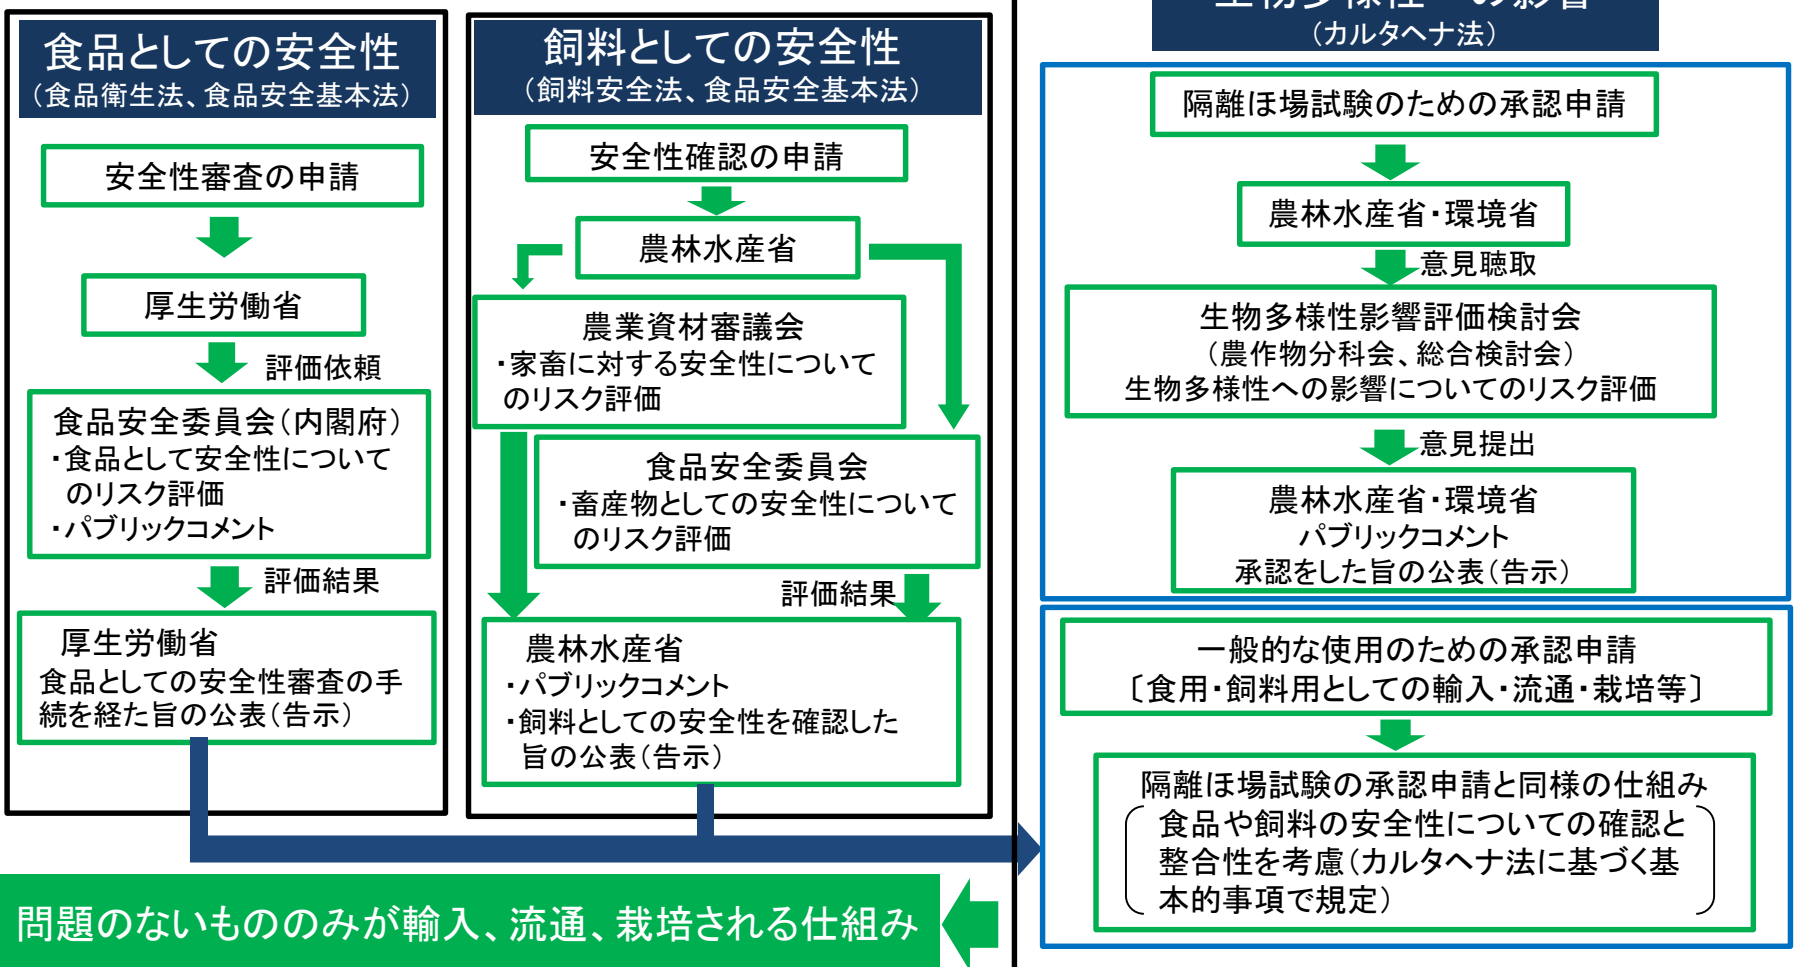 食品としての安全性
（食品衛生法、食品安全基本法）
安全性審査の申請
厚生労働省
評価依頼
食品安全委員会（内閣府）
・食品として安全性について
のリスク評価
・パブリックコメント
評価結果
厚生労働省
食品としての安全性審査の手
続を経た旨の公表（告示）
飼料としての安全性
（飼料安全法、食品安全基本法）
安全性確認の申請
農林水産省
農業資材審議会
・家畜に対する安全性について
のリスク評価
食品安全委員会
・畜産物としての安全性について
のリスク評価
評価結果
農林水産省
・パブリックコメント
・飼料としての安全性を確認した
旨の公表（告示）
生物多様性への影響
（カルタヘナ法）
隔離ほ場試験のための承認申請
農林水産省・環境省
意見聴取
生物多様性影響評価検討会
（農作物分科会、総合検討会）
生物多様性への影響についてのリスク評価
意見提出
農林水産省・環境省
パブリックコメント
承認をした旨の公表（告示）
一般的な使用のための承認申請
〔食用・飼料用としての輸入・流通・栽培等〕
隔離ほ場試験の承認申請と同様の仕組み
食品や飼料の安全性についての確認と
整合性を考慮（カルタヘナ法に基づく基
本的事項で規定）
問題のないもののみが輸入、流通、栽培される仕組み